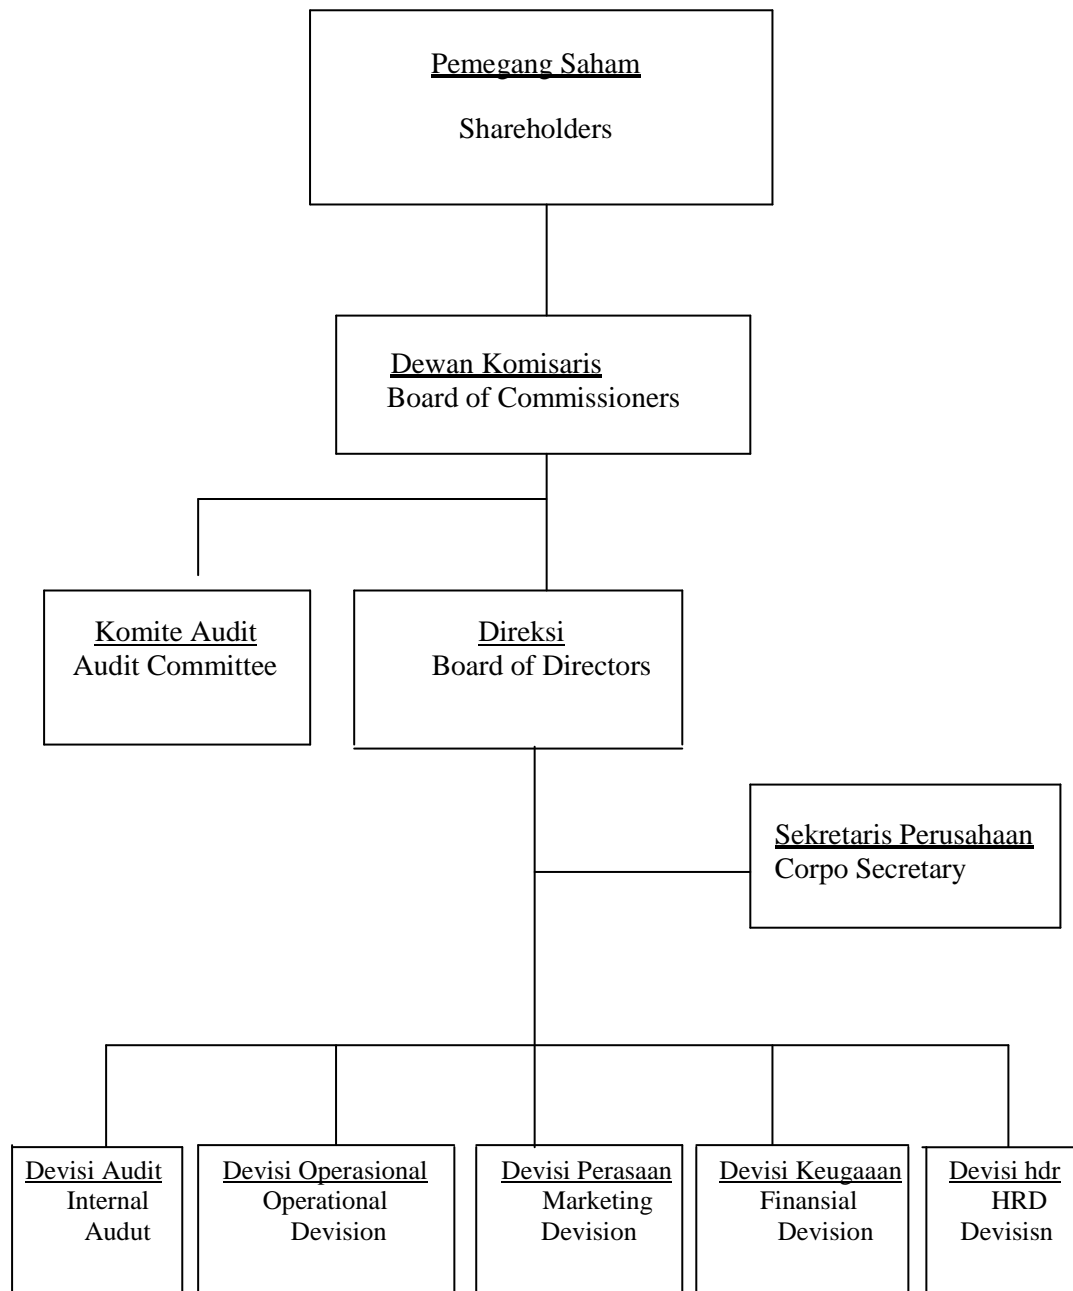 Pemegang Saham
Shareholders
Dewan Komisaris
Board of Commissioners
Komite Audit
Audit Committee
Direksi
Board of Directors
Sekretaris Perusahaan
Corpo Secretary
Devisi Audit
Internal
Audut
Devisi Operasional
Operational
Devision
Devisi Perasaan
Marketing
Devision
Devisi Keugaaan
Finansial
Devision
Devisi hdr
HRD
Devisisn